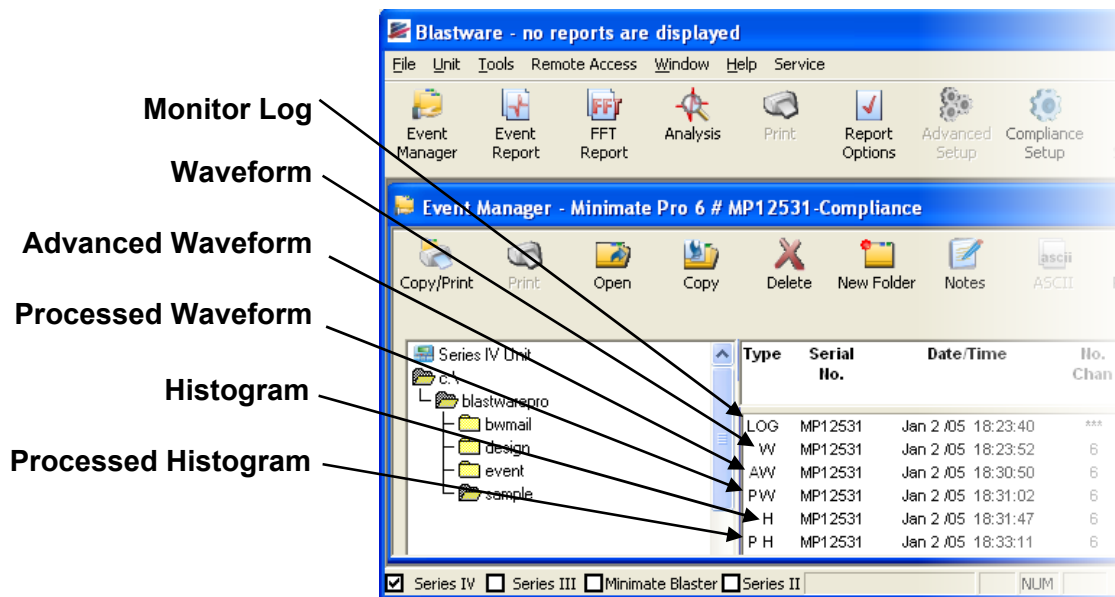 Blastware - no reports are displayed
File Unit Tools Remote Access Window Help Service
Event Manager
Event Report
FFT Report
Analysis
Print
Report Options
Advanced Setup
Compliance Setup
Monitor Log
Waveform
Advanced Waveform
Processed Waveform
Histogram
Processed Histogram
Event Manager - Minimate Pro 6 # MP12531-Compliance
Copy/Print
Print
Open
Copy
Delete
New Folder
Notes
ascii
ASCII
Series IV Unit
c:\
blastwarepro
bwmail
design
event
sample
Type Serial No. Date/Time No. Chan
LOG MP12531 Jan 2 /05 18:23:40 ***
W MP12531 Jan 2 /05 18:23:52 6
AW MP12531 Jan 2 /05 18:30:50 6
PW MP12531 Jan 2 /05 18:31:02 6
H MP12531 Jan 2 /05 18:31:47 6
P H MP12531 Jan 2 /05 18:33:11 6
Series IV Series III Minimate Blaster Series II NUM